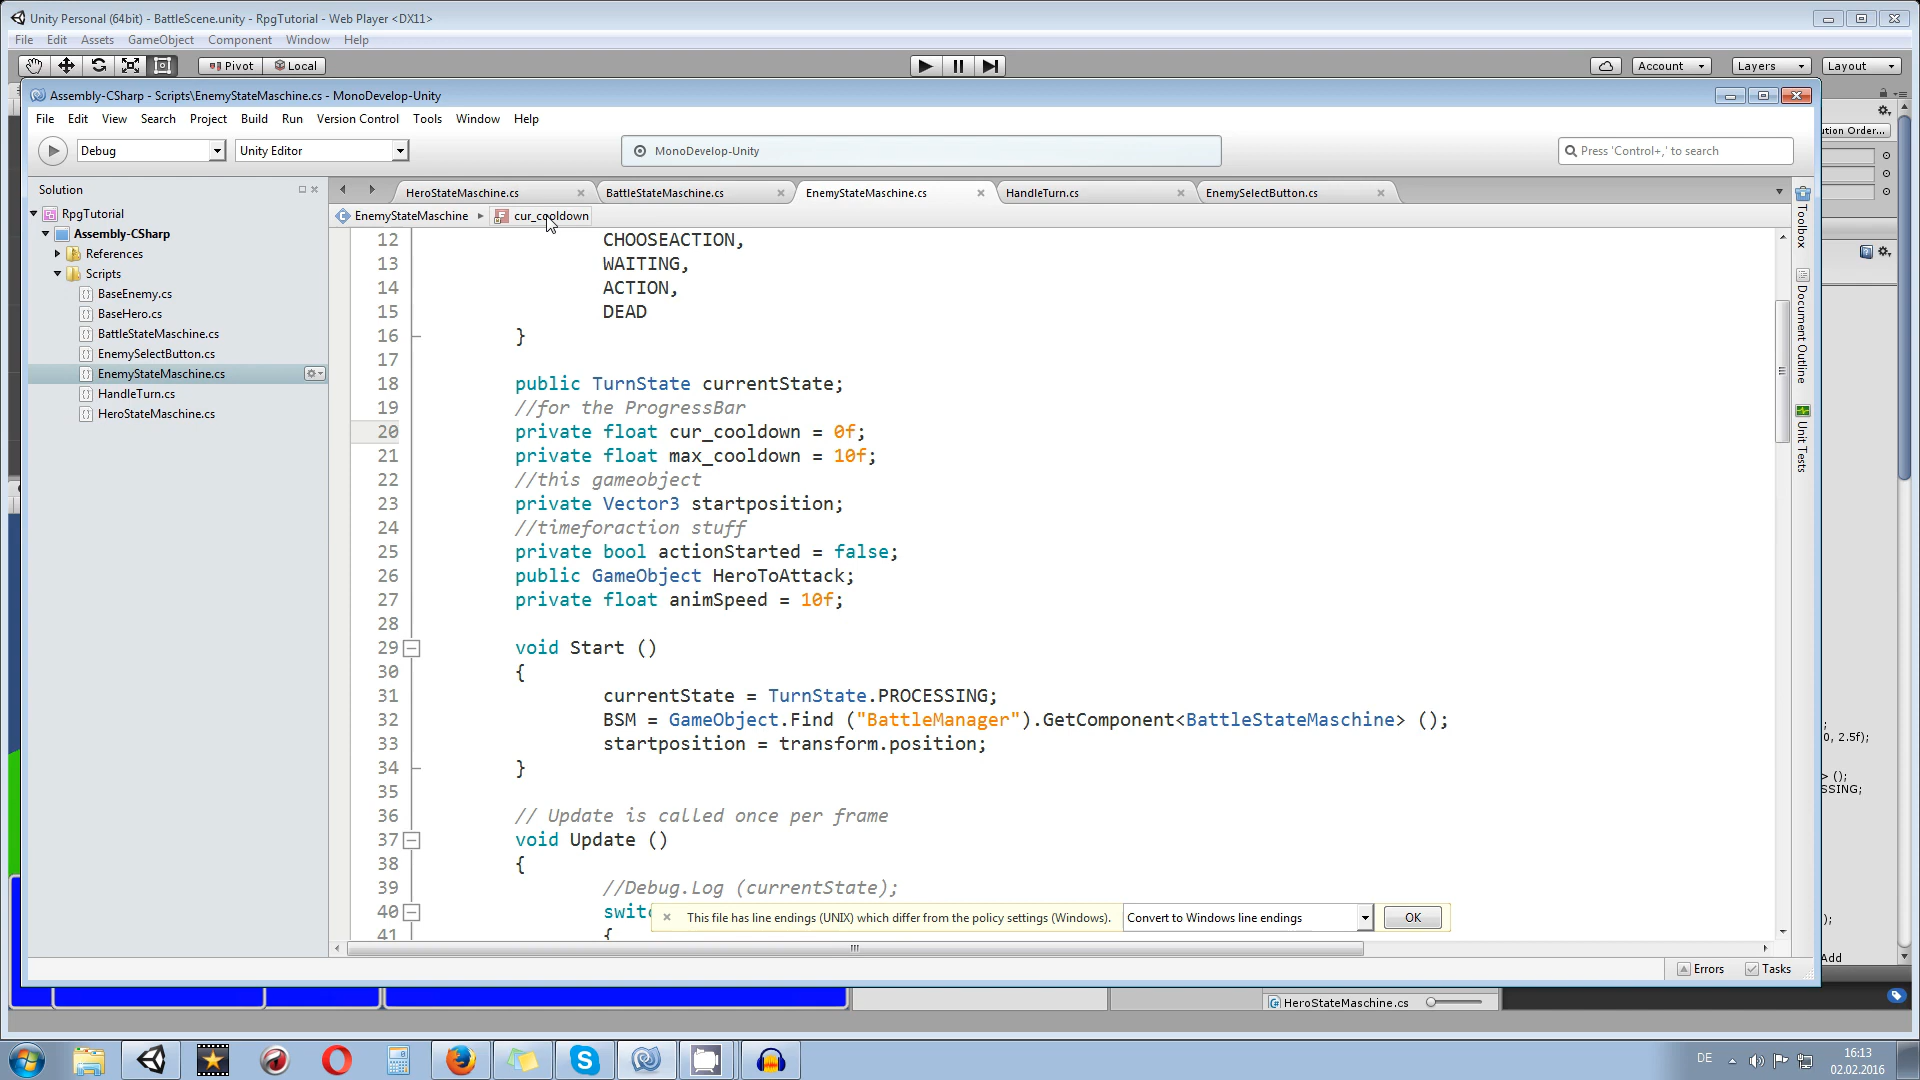 Unity Personal (64bit) - BattleScene.unity - RpgTutorial - Web Player <DX11>
File Edit Assets GameObject Component Window Help
Pivot Local Account Layers Layout
Assembly-CSharp - Scripts\EnemyStateMaschine.cs - MonoDevelop-Unity
File Edit View Search Project Build Run Version Control Tools Window Help
ution Order...
Debug Unity Editor MonoDevelop-Unity Press 'Control+,' to search
Solution
HeroStateMaschine.cs BattleStateMaschine.cs EnemyStateMaschine.cs HandleTurn.cs EnemySelectButton.cs
EnemyStateMaschine cur_cooldown
RpgTutorial
Assembly-CSharp
References
Scripts
BaseEnemy.cs
BaseHero.cs
BattleStateMaschine.cs
EnemySelectButton.cs
EnemyStateMaschine.cs
HandleTurn.cs
HeroStateMaschine.cs
12 CHOOSEACTION,
13 WAITING,
14 ACTION,
15 DEAD
16 }
17
18 public TurnState currentState;
19 //for the ProgressBar
20 private float cur_cooldown = 0f;
21 private float max_cooldown = 10f;
22 //this gameobject
23 private Vector3 startposition;
24 //timeforaction stuff
25 private bool actionStarted = false;
26 public GameObject HeroToAttack;
27 private float animSpeed = 10f;
28
29 void Start ()
30 {
31 currentState = TurnState.PROCESSING;
32 BSM = GameObject.Find ("BattleManager").GetComponent<BattleStateMaschine> ();
33 startposition = transform.position;
34 }
35
36 // Update is called once per frame
37 void Update ()
38 {
39 //Debug.Log (currentState);
40 switc
41 {
This file has line endings (UNIX) which differ from the policy settings (Windows). Convert to Windows line endings OK
Toolbox
Document Outline
Unit Tests
;
0, 2.5f);
> ();
SSING;
);
Add
Errors Tasks
HeroStateMaschine.cs
DE
16:13
02.02.2016